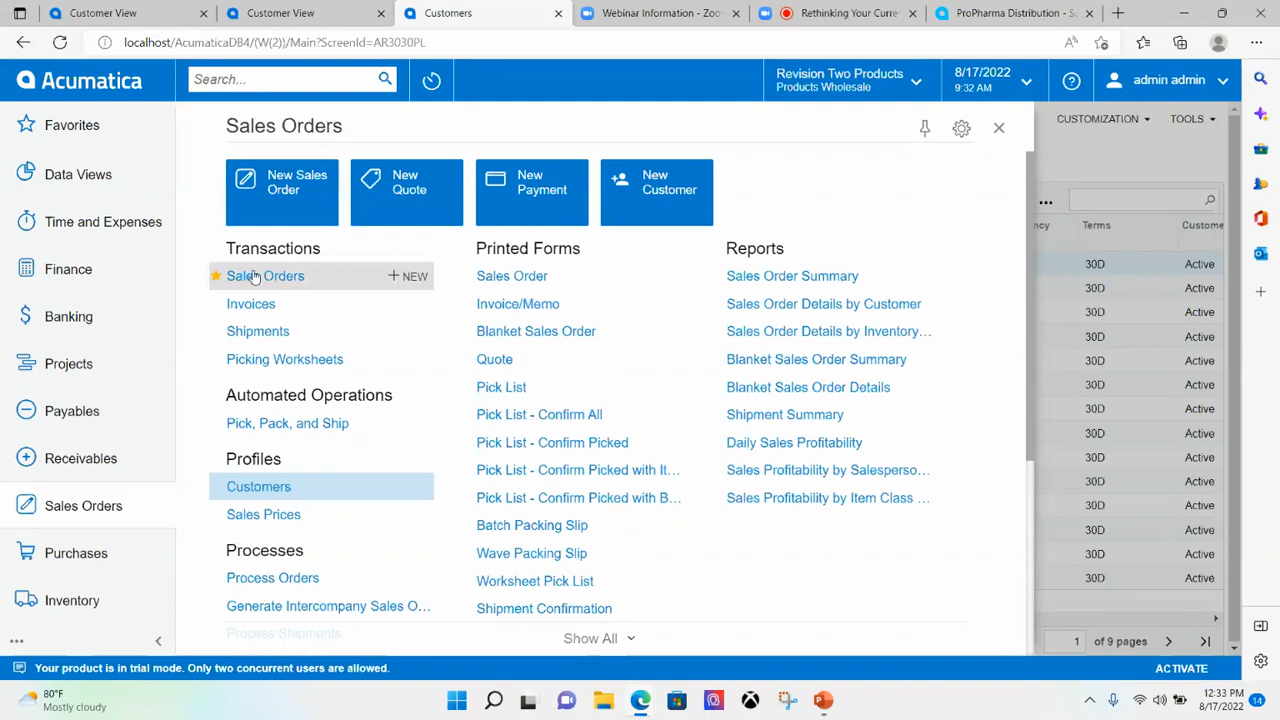 Customer View
Customer View
Customers
Webinar Information - Zoo
Rethinking Your Curre
ProPharma Distribution - Su
localhost/AcumaticaDB4/(W(2))/Main?ScreenId=AR3030PL
Acumatica
Search...
Revision Two Products
Products Wholesale
8/17/2022
9:32 AM
admin admin
Favorites
Data Views
Time and Expenses
Finance
Banking
Projects
Payables
Receivables
Sales Orders
Purchases
Inventory
Sales Orders
CUSTOMIZATION
TOOLS
New Sales
Order
New
Quote
New
Payment
New
Customer
Transactions
Sales Orders
+ NEW
Invoices
Shipments
Picking Worksheets
Automated Operations
Pick, Pack, and Ship
Profiles
Customers
Sales Prices
Processes
Process Orders
Generate Intercompany Sales O...
Process Shipments
Printed Forms
Sales Order
Invoice/Memo
Blanket Sales Order
Quote
Pick List
Pick List - Confirm All
Pick List - Confirm Picked
Pick List - Confirm Picked with It...
Pick List - Confirm Picked with B...
Batch Packing Slip
Wave Packing Slip
Worksheet Pick List
Shipment Confirmation
Reports
Sales Order Summary
Sales Order Details by Customer
Sales Order Details by Inventory...
Blanket Sales Order Summary
Blanket Sales Order Details
Shipment Summary
Daily Sales Profitability
Sales Profitability by Salesperso...
Sales Profitability by Item Class ...
Show All
ncy Terms Custome
30D Active
30D Active
30D Active
30D Active
30D Active
30D Active
30D Active
30D Active
30D Active
30D Active
30D Active
30D Active
30D Active
30D Active
1 of 9 pages
Your product is in trial mode. Only two concurrent users are allowed.
ACTIVATE
80°F
Mostly cloudy
12:33 PM
8/17/2022
14